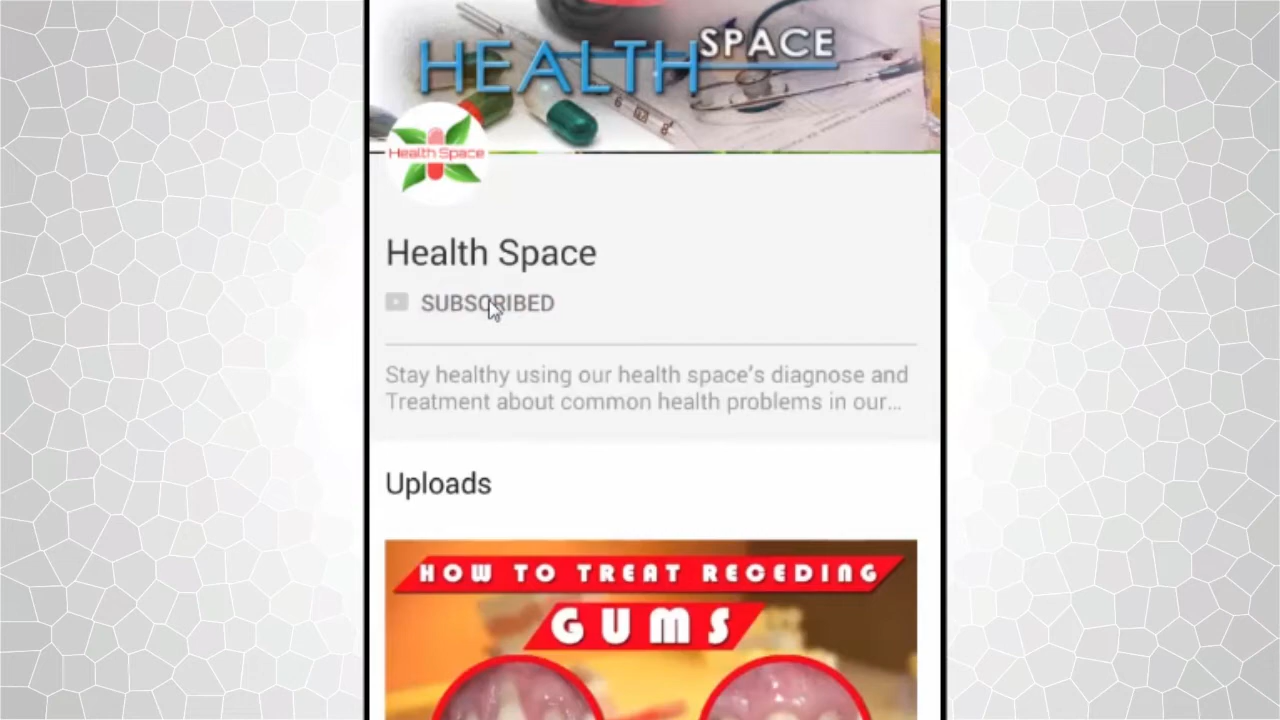 HEALTH SPACE
Health Space
Health Space
SUBSCRIBED
Stay healthy using our health space's diagnose and
Treatment about common health problems in our...
Uploads
HOW TO TREAT RECEDING
GUMS